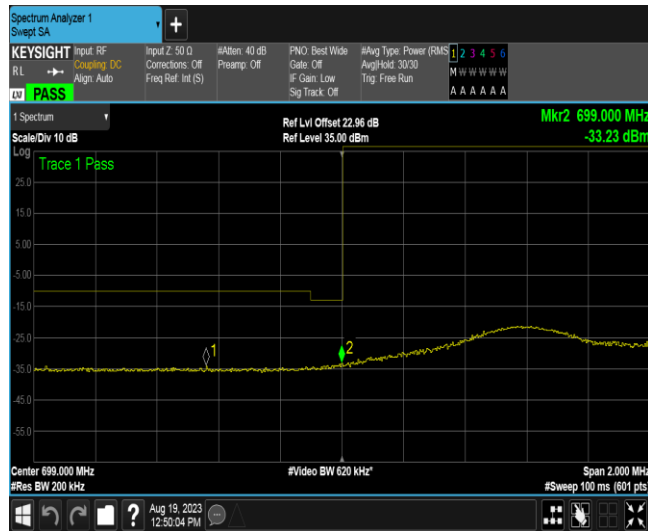 Spectrum Analyzer 1
Swept SA
+
KEYSIGHT
RL
LXI PASS
Input: RF
Coupling: DC
Align: Auto
Input Z: 50 Ω
Corrections: Off
Freq Ref: Int (S)
#Atten: 40 dB
Preamp: Off
PNO: Best Wide
Gate: Off
IF Gain: Low
Sig Track: Off
#Avg Type: Power (RMS
Avg|Hold: 30/30
Trig: Free Run
1 2 3 4 5 6
M W W W W W
A A A A A A
1 Spectrum
Scale/Div 10 dB
Ref Lvl Offset 22.96 dB
Ref Level 35.00 dBm
Mkr2 699.000 MHz
-33.23 dBm
Log
Trace 1 Pass
25.0
15.0
5.00
-5.00
-15.0
-25.0
-35.0
-45.0
-55.0
1
2
Center 699.000 MHz
#Res BW 200 kHz
#Video BW 620 kHz*
Span 2.000 MHz
#Sweep 100 ms (601 pts)
?
Aug 19, 2023
12:50:04 PM